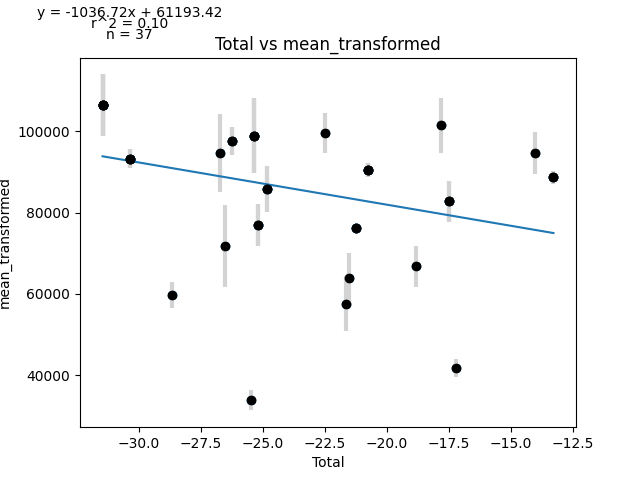 y = -1036.72x + 61193.42
r^2 = 0.10
n = 37
Total vs mean_transformed
mean_transformed
100000
80000
60000
40000
−30.0
−27.5
−25.0
−22.5
−20.0
−17.5
−15.0
−12.5
Total